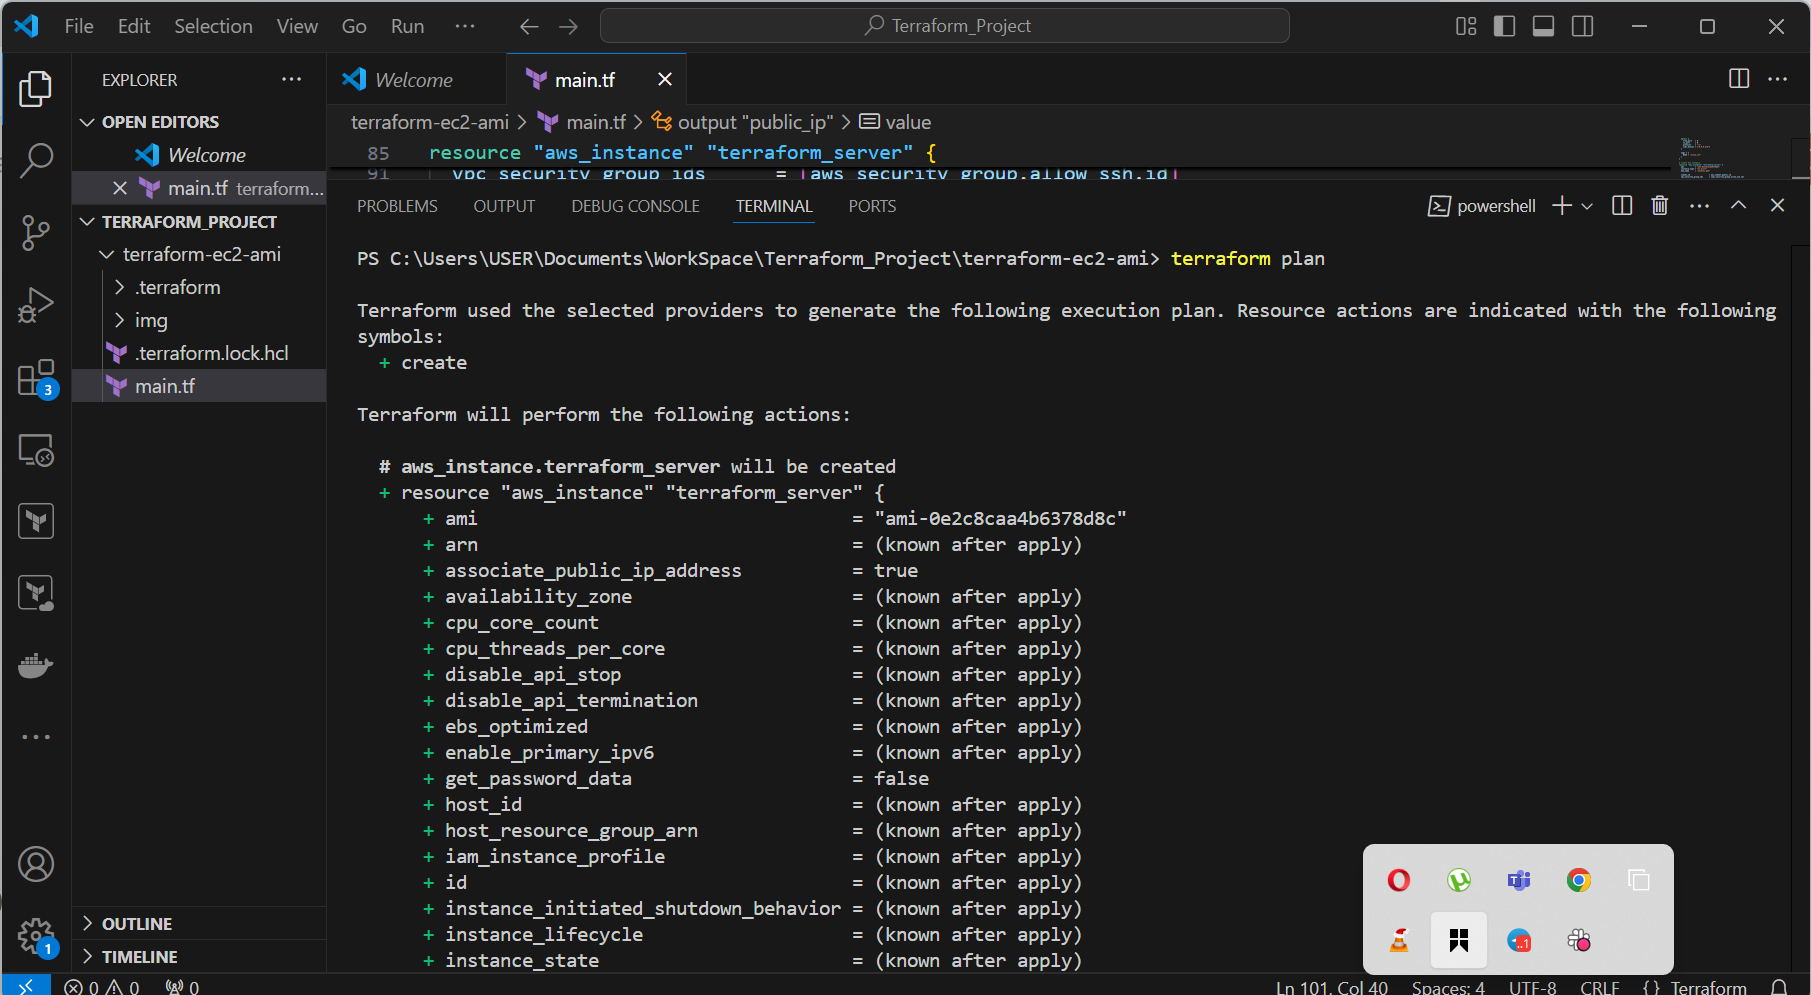 File Edit Selection View Go Run ··· Terraform_Project
EXPLORER ···
OPEN EDITORS
Welcome
main.tf terraform...
TERRAFORM_PROJECT
terraform-ec2-ami
.terraform
img
.terraform.lock.hcl
main.tf
OUTLINE
TIMELINE
3
1
Welcome main.tf
terraform-ec2-ami > main.tf > output "public_ip" > value
85 resource "aws_instance" "terraform_server" {
91 vpc_security_group_ids = [aws_security_group.allow_ssh.id]
PROBLEMS OUTPUT DEBUG CONSOLE TERMINAL PORTS powershell
PS C:\Users\USER\Documents\WorkSpace\Terraform_Project\terraform-ec2-ami> terraform plan
Terraform used the selected providers to generate the following execution plan. Resource actions are indicated with the following
symbols:
+ create
Terraform will perform the following actions:
# aws_instance.terraform_server will be created
+ resource "aws_instance" "terraform_server" {
+ ami = "ami-0e2c8caa4b6378d8c"
+ arn = (known after apply)
+ associate_public_ip_address = true
+ availability_zone = (known after apply)
+ cpu_core_count = (known after apply)
+ cpu_threads_per_core = (known after apply)
+ disable_api_stop = (known after apply)
+ disable_api_termination = (known after apply)
+ ebs_optimized = (known after apply)
+ enable_primary_ipv6 = (known after apply)
+ get_password_data = false
+ host_id = (known after apply)
+ host_resource_group_arn = (known after apply)
+ iam_instance_profile = (known after apply)
+ id = (known after apply)
+ instance_initiated_shutdown_behavior = (known after apply)
+ instance_lifecycle = (known after apply)
+ instance_state = (known after apply)
0 0 0 Ln 101, Col 40 Spaces: 4 UTF-8 CRLF {} Terraform